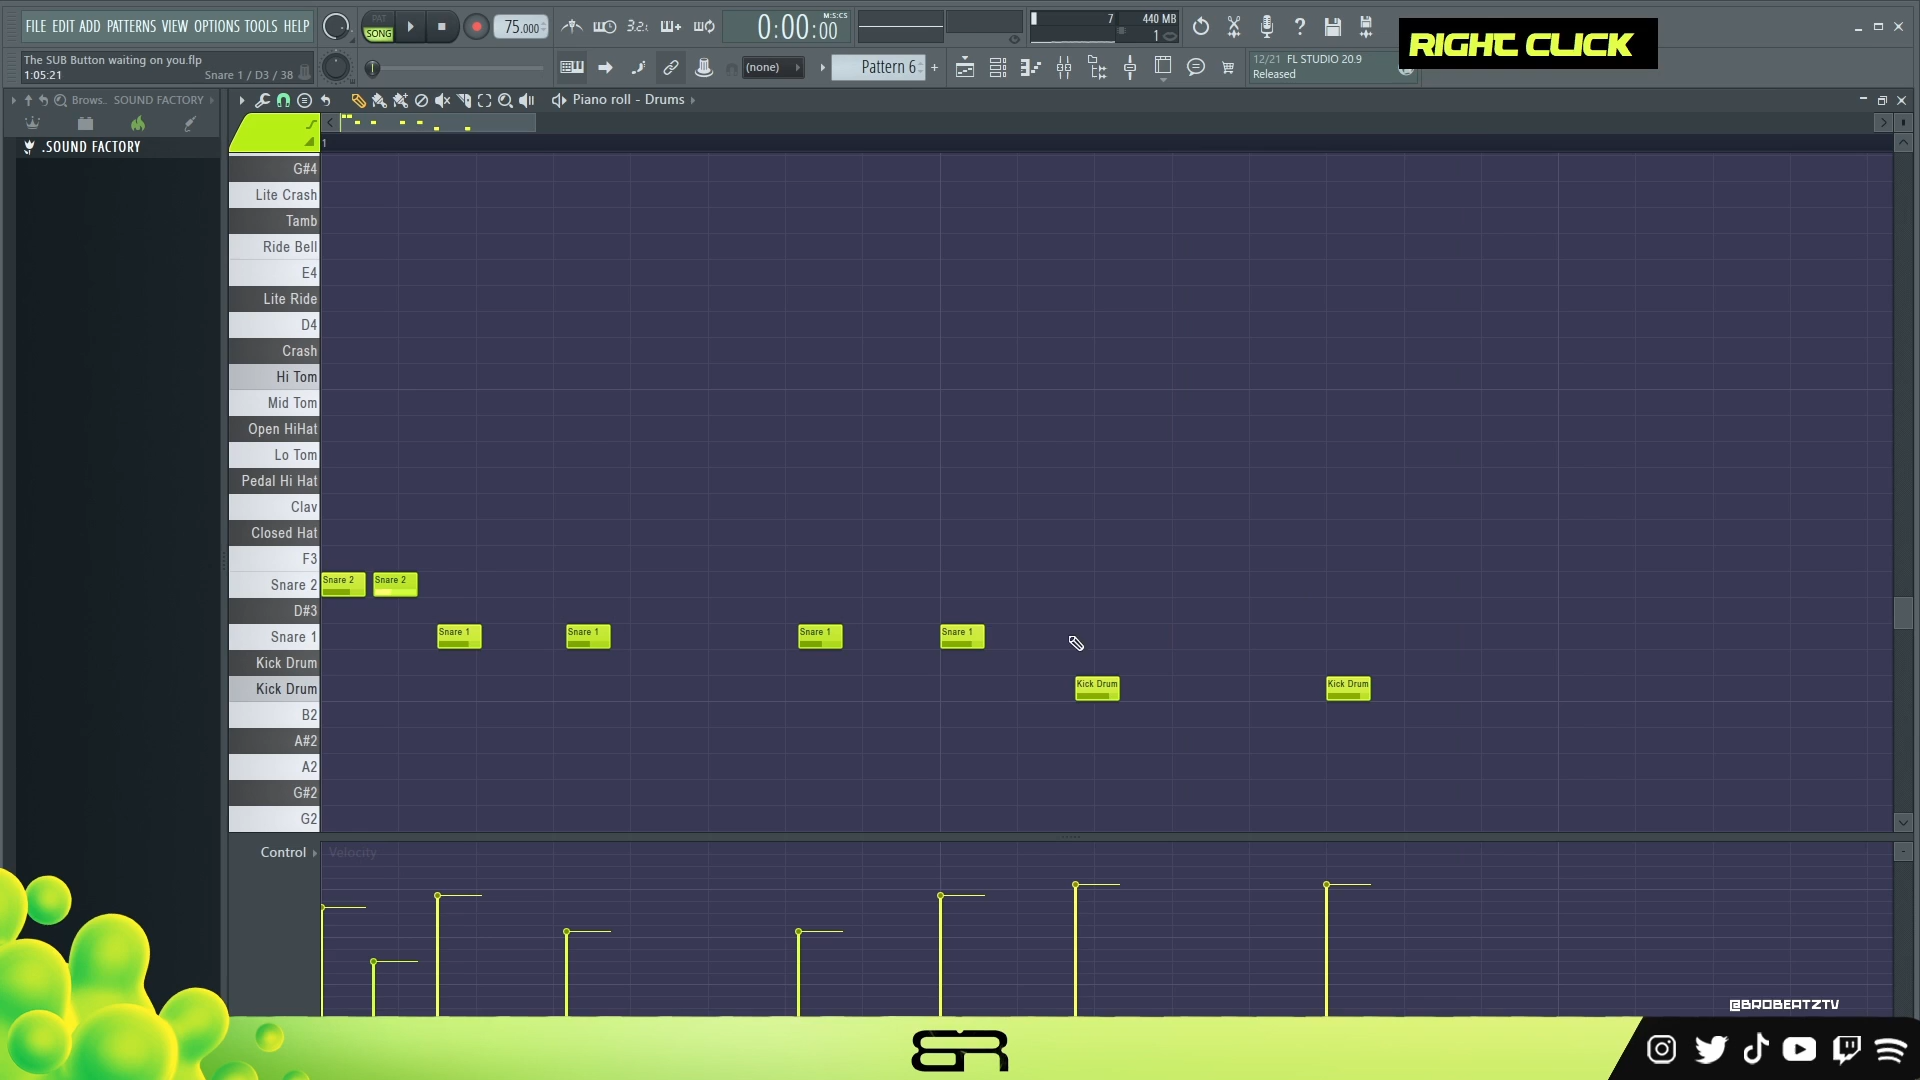 FILE EDIT ADD PATTERNS VIEW OPTIONS TOOLS HELP
PAT
SONG
75.000
3.2:
0:00:00
M:S:CS
7
440 MB
1
RIGHT CLICK
The SUB Button waiting on you.flp
1:05:21
Snare 1 / D3 / 38
(none)
Pattern 6
+
12/21 FL STUDIO 20.9
Released
Brows.. SOUND FACTORY
Piano roll - Drums
.SOUND FACTORY
1
G#4
Lite Crash
Tamb
Ride Bell
E4
Lite Ride
D4
Crash
Hi Tom
Mid Tom
Open HiHat
Lo Tom
Pedal Hi Hat
Clav
Closed Hat
F3
Snare 2
Snare 2
Snare 2
D#3
Snare 1
Snare 1
Snare 1
Snare 1
Snare 1
Kick Drum
Kick Drum
Kick Drum
Kick Drum
B2
A#2
A2
G#2
G2
Control
Velocity
@BROBEATZTV
BR